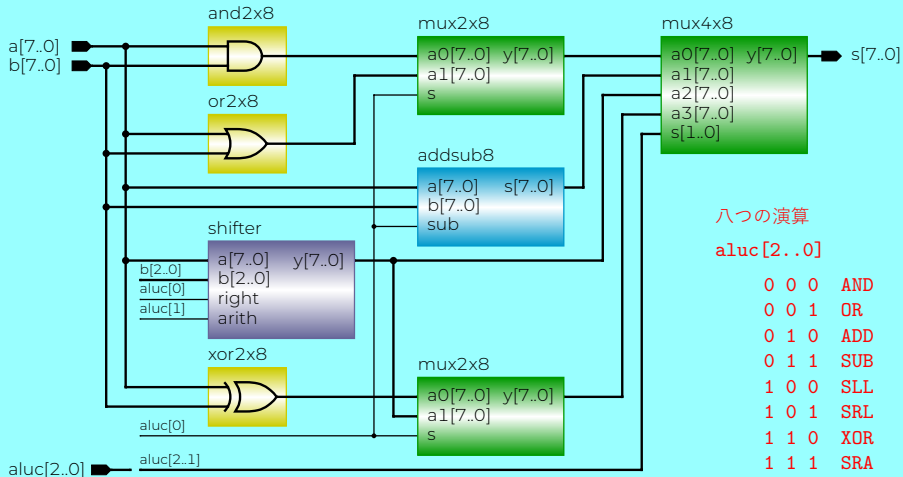 a[7..0]
b[7..0]
and2x8
or2x8
mux2x8
a0[7..0] y[7..0]
a1[7..0]
s
mux4x8
a0[7..0] y[7..0]
a1[7..0]
a2[7..0]
a3[7..0]
s[1..0]
s[7..0]
addsub8
a[7..0] s[7..0]
b[7..0]
sub
shifter
a[7..0] y[7..0]
b[2..0]
right
arith
b[2..0]
aluc[0]
aluc[1]
xor2x8
mux2x8
a0[7..0] y[7..0]
a1[7..0]
s
aluc[0]
aluc[2..0]
aluc[2..1]
八つの演算
aluc[2..0]
0 0 0 AND
0 0 1 OR
0 1 0 ADD
0 1 1 SUB
1 0 0 SLL
1 0 1 SRL
1 1 0 XOR
1 1 1 SRA